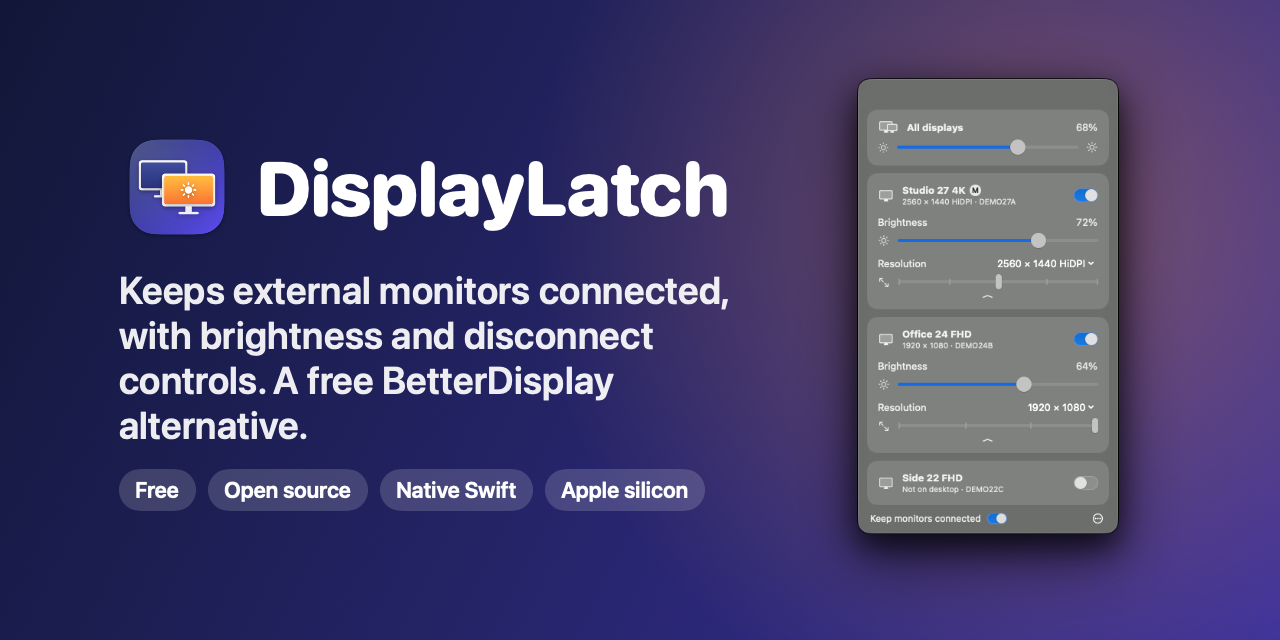 DisplayLatch
Keeps external monitors connected,
with brightness and disconnect
controls. A free BetterDisplay
alternative.
Free
Open source
Native Swift
Apple silicon
All displays 68%
Studio 27 4K M
2560 × 1440 HiDPI · DEMO27A
Brightness 72%
Resolution 2560 × 1440 HiDPI
Office 24 FHD
1920 × 1080 · DEMO24B
Brightness 64%
Resolution 1920 × 1080
Side 22 FHD
Not on desktop · DEMO22C
Keep monitors connected